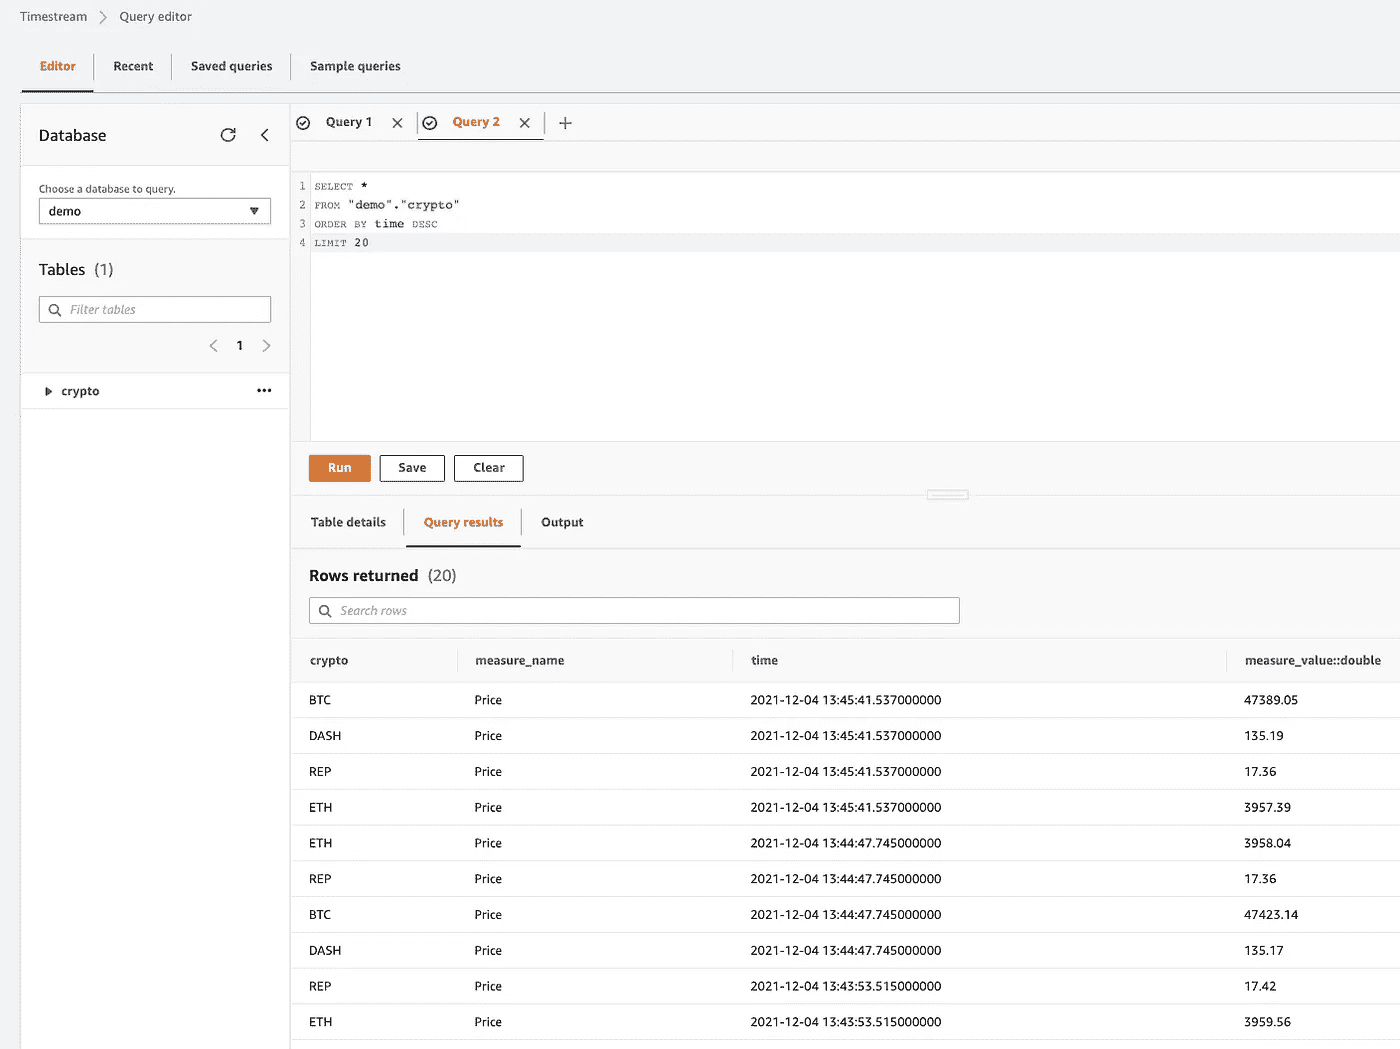 Timestream > Query editor
Editor Recent Saved queries Sample queries
Database
Choose a database to query.
demo
Tables (1)
Filter tables
1
crypto
Query 1 Query 2
1 SELECT *
2 FROM "demo"."crypto"
3 ORDER BY time DESC
4 LIMIT 20
Run Save Clear
Table details Query results Output
Rows returned (20)
Search rows
crypto measure_name time measure_value::double
BTC Price 2021-12-04 13:45:41.537000000 47389.05
DASH Price 2021-12-04 13:45:41.537000000 135.19
REP Price 2021-12-04 13:45:41.537000000 17.36
ETH Price 2021-12-04 13:45:41.537000000 3957.39
ETH Price 2021-12-04 13:44:47.745000000 3958.04
REP Price 2021-12-04 13:44:47.745000000 17.36
BTC Price 2021-12-04 13:44:47.745000000 47423.14
DASH Price 2021-12-04 13:44:47.745000000 135.17
REP Price 2021-12-04 13:43:53.515000000 17.42
ETH Price 2021-12-04 13:43:53.515000000 3959.56